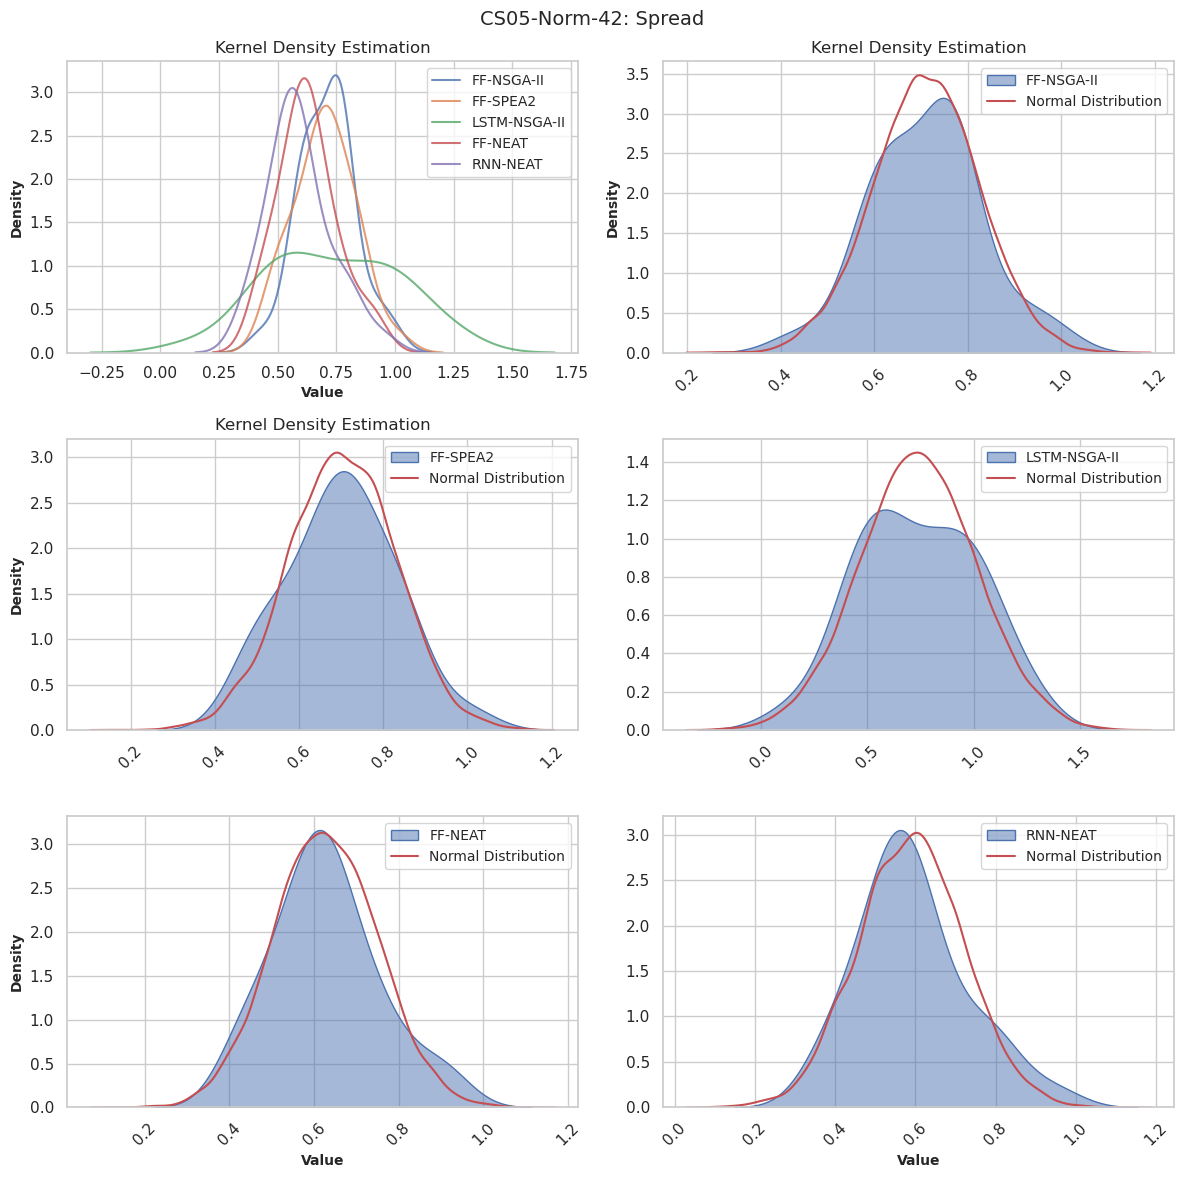 CS05-Norm-42: Spread
Kernel Density Estimation
Density
3.0
2.5
2.0
1.5
1.0
0.5
0.0
−0.25 0.00 0.25 0.50 0.75 1.00 1.25 1.50 1.75
Value
FF-NSGA-II
FF-SPEA2
LSTM-NSGA-II
FF-NEAT
RNN-NEAT
Kernel Density Estimation
Density
3.5
3.0
2.5
2.0
1.5
1.0
0.5
0.0
0.2 0.4 0.6 0.8 1.0 1.2
FF-NSGA-II
Normal Distribution
Kernel Density Estimation
Density
3.0
2.5
2.0
1.5
1.0
0.5
0.0
0.2 0.4 0.6 0.8 1.0 1.2
FF-SPEA2
Normal Distribution
1.4
1.2
1.0
0.8
0.6
0.4
0.2
0.0
0.0 0.5 1.0 1.5
LSTM-NSGA-II
Normal Distribution
Density
3.0
2.5
2.0
1.5
1.0
0.5
0.0
0.2 0.4 0.6 0.8 1.0 1.2
Value
FF-NEAT
Normal Distribution
3.0
2.5
2.0
1.5
1.0
0.5
0.0
0.0 0.2 0.4 0.6 0.8 1.0 1.2
Value
RNN-NEAT
Normal Distribution